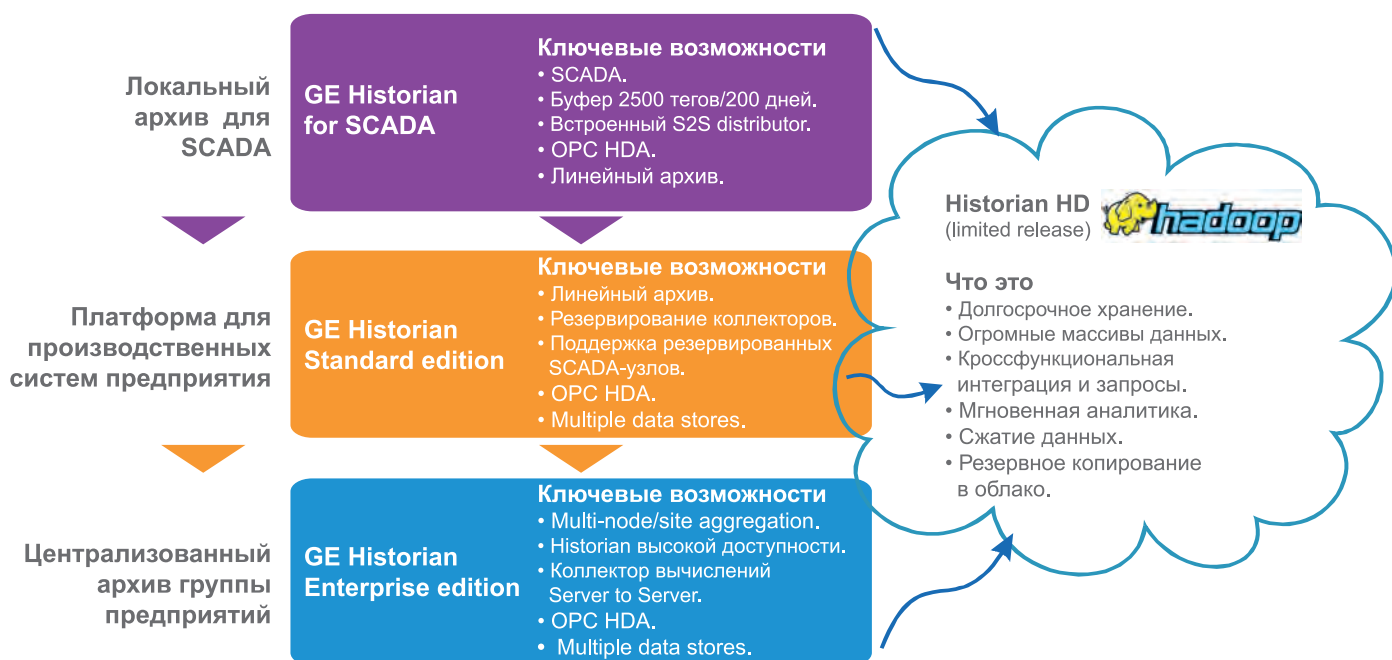 Локальный
архив для
SCADA
GE Historian
for SCADA
Ключевые возможности
• SCADA.
• Буфер 2500 тегов/200 дней.
• Встроенный S2S distributor.
• OPC HDA.
• Линейный архив.
Платформа для
производственных
систем предприятия
GE Historian
Standard edition
Ключевые возможности
• Линейный архив.
• Резервирование коллекторов.
• Поддержка резервированных
SCADA-узлов.
• OPC HDA.
• Multiple data stores.
Централизованный
архив группы
предприятий
GE Historian
Enterprise edition
Ключевые возможности
• Multi-node/site aggregation.
• Historian высокой доступности.
• Коллектор вычислений
Server to Server.
• OPC HDA.
• Multiple data stores.
Historian HD
(limited release)
hadoop
Что это
• Долгосрочное хранение.
• Огромные массивы данных.
• Кроссфункциональная
интеграция и запросы.
• Мгновенная аналитика.
• Сжатие данных.
• Резервное копирование
в облако.